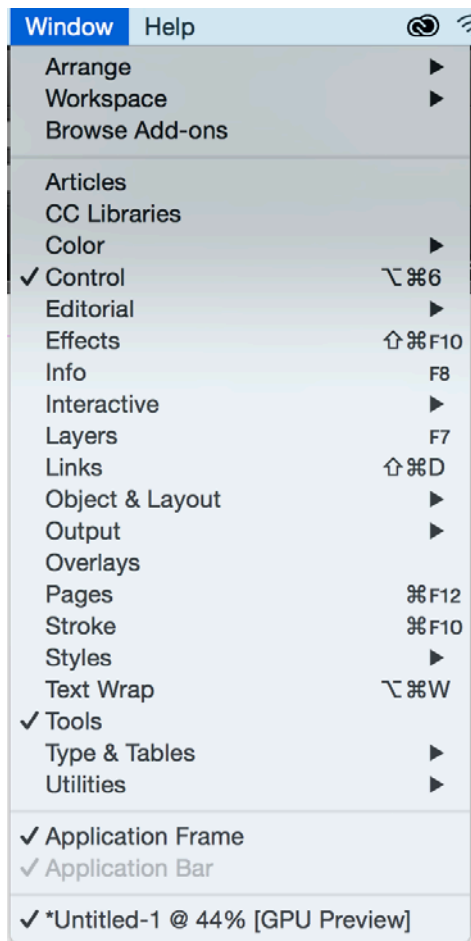 Window Help
Arrange ▶
Workspace ▶
Browse Add-ons
Articles
CC Libraries
Color ▶
✓ Control ⌥⌘6
Editorial ▶
Effects ⇧⌘F10
Info F8
Interactive ▶
Layers F7
Links ⇧⌘D
Object & Layout ▶
Output ▶
Overlays
Pages ⌘F12
Stroke ⌘F10
Styles ▶
Text Wrap ⌥⌘W
✓ Tools
Type & Tables ▶
Utilities ▶
✓ Application Frame
✓ Application Bar
✓ *Untitled-1 @ 44% [GPU Preview]